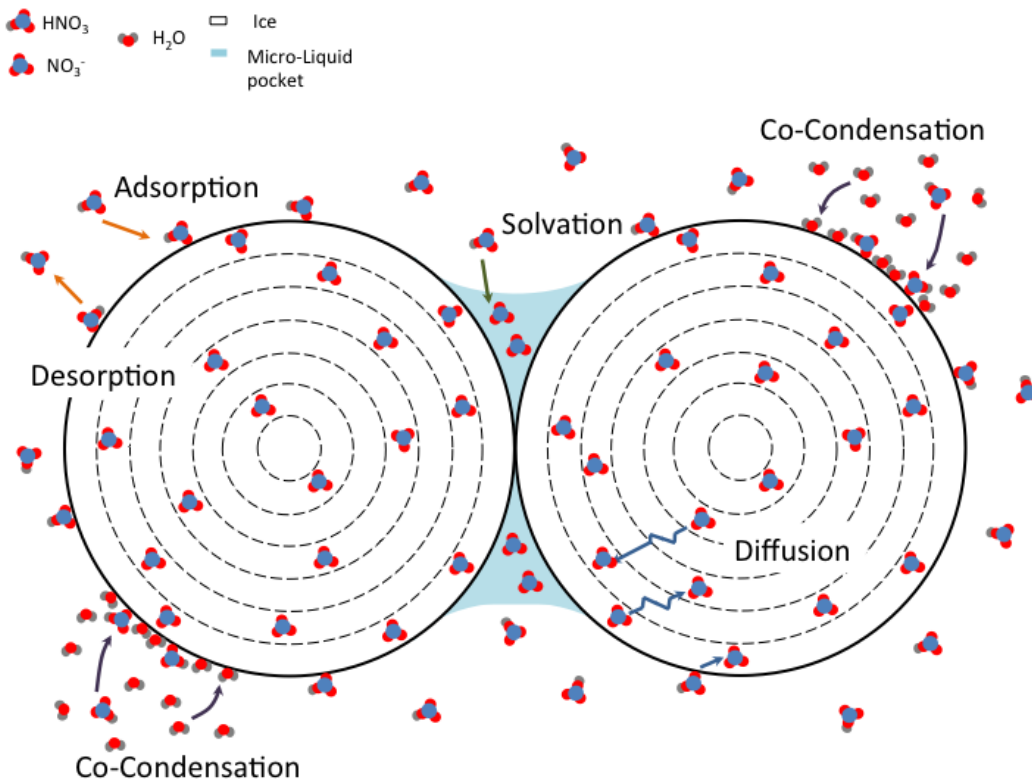 HNO₃
H₂O
Ice
NO₃⁻
Micro-Liquid
pocket
Co-Condensation
Adsorption
Solvation
Desorption
Diffusion
Co-Condensation